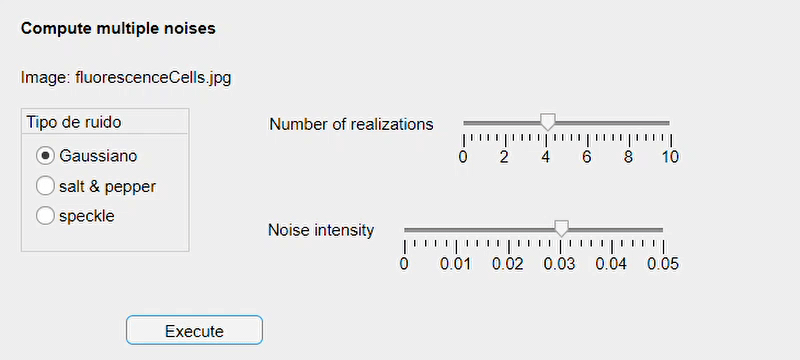 Compute multiple noises
Image: fluorescenceCells.jpg
Tipo de ruido
Gaussiano
salt & pepper
speckle
Number of realizations
0 2 4 6 8 10
Noise intensity
0 0.01 0.02 0.03 0.04 0.05
Execute